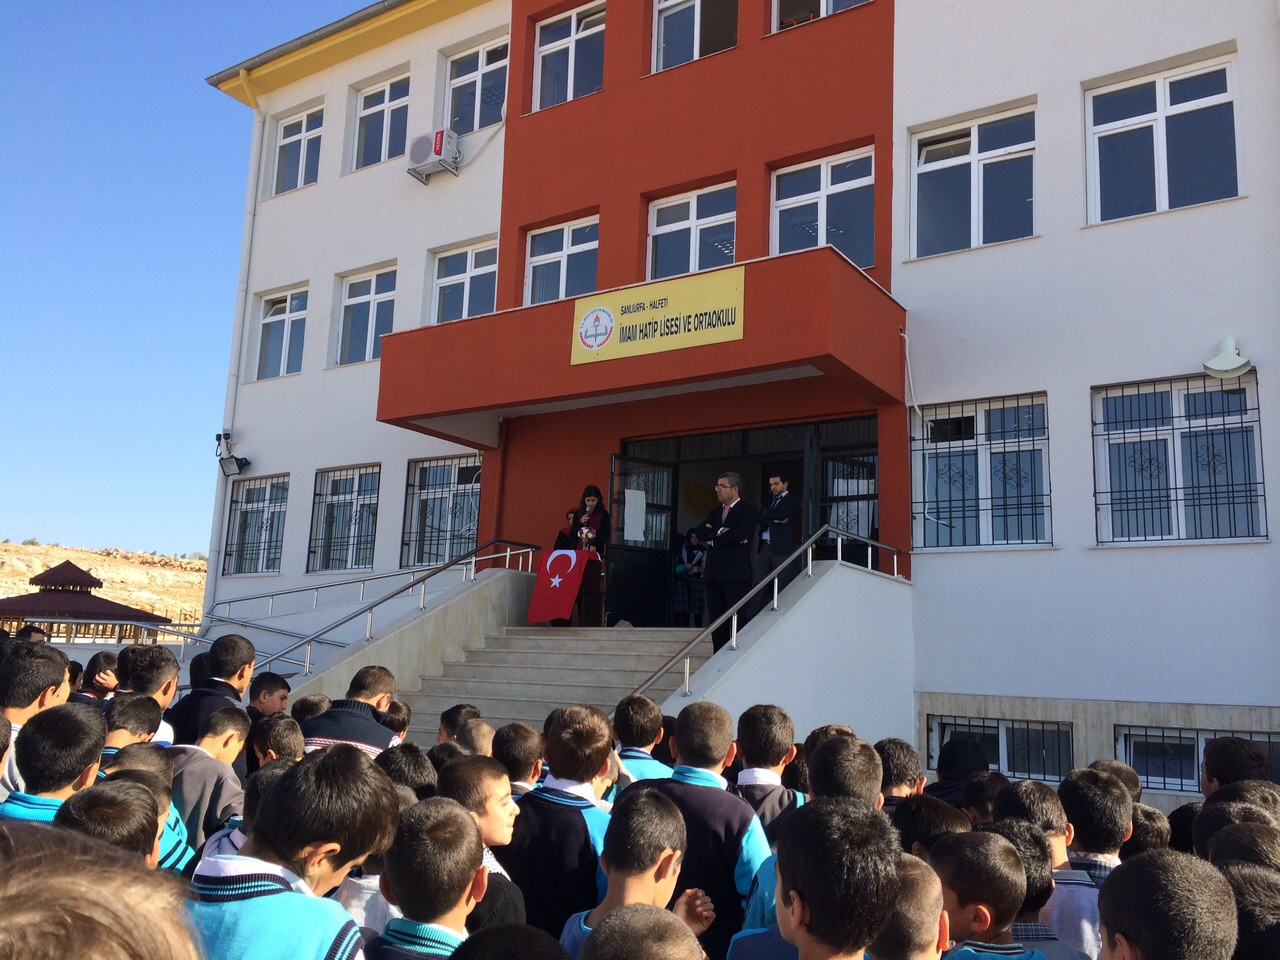 ŞANLIURFA - HALFETİ
İMAM HATİP LİSESİ VE ORTAOKULU